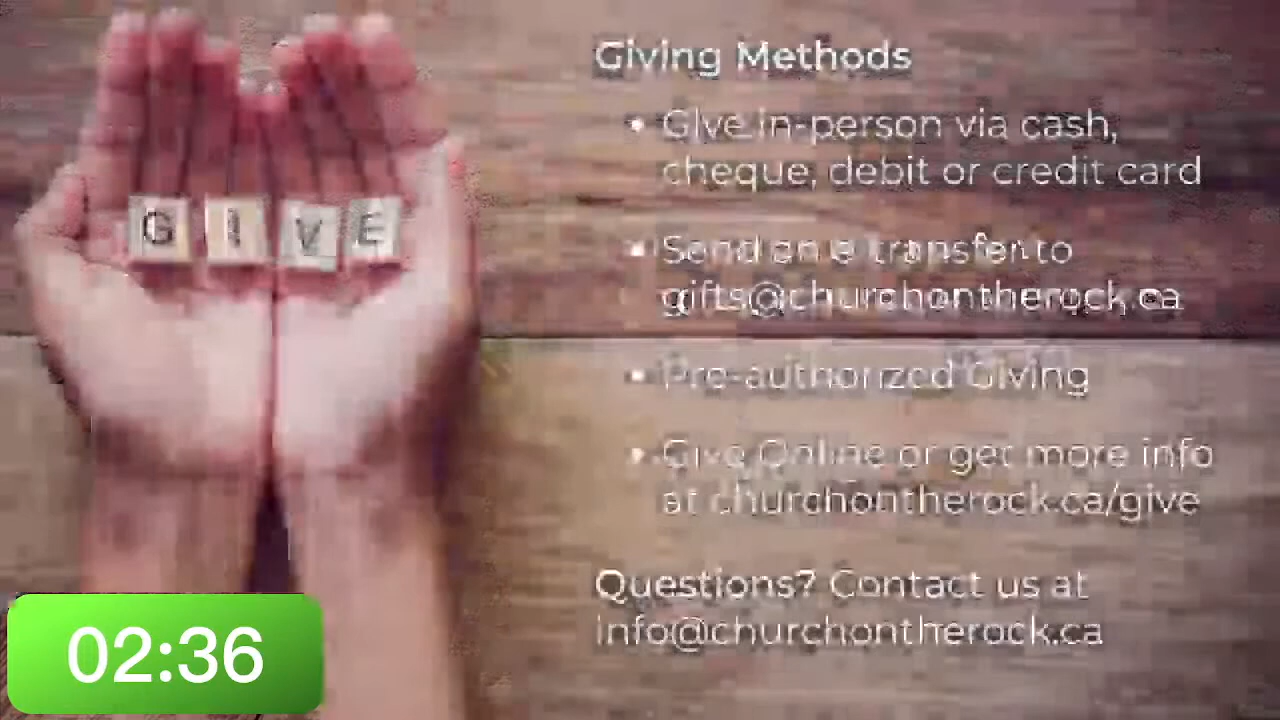 Giving Methods
• Give in-person via cash,
cheque, debit or credit card
GIVE
• Send an e transfer to
gifts@churchontherock.ca
• Pre-authorized Giving
• Give Online or get more info
at churchontherock.ca/give
Questions? Contact us at
info@churchontherock.ca
02:36